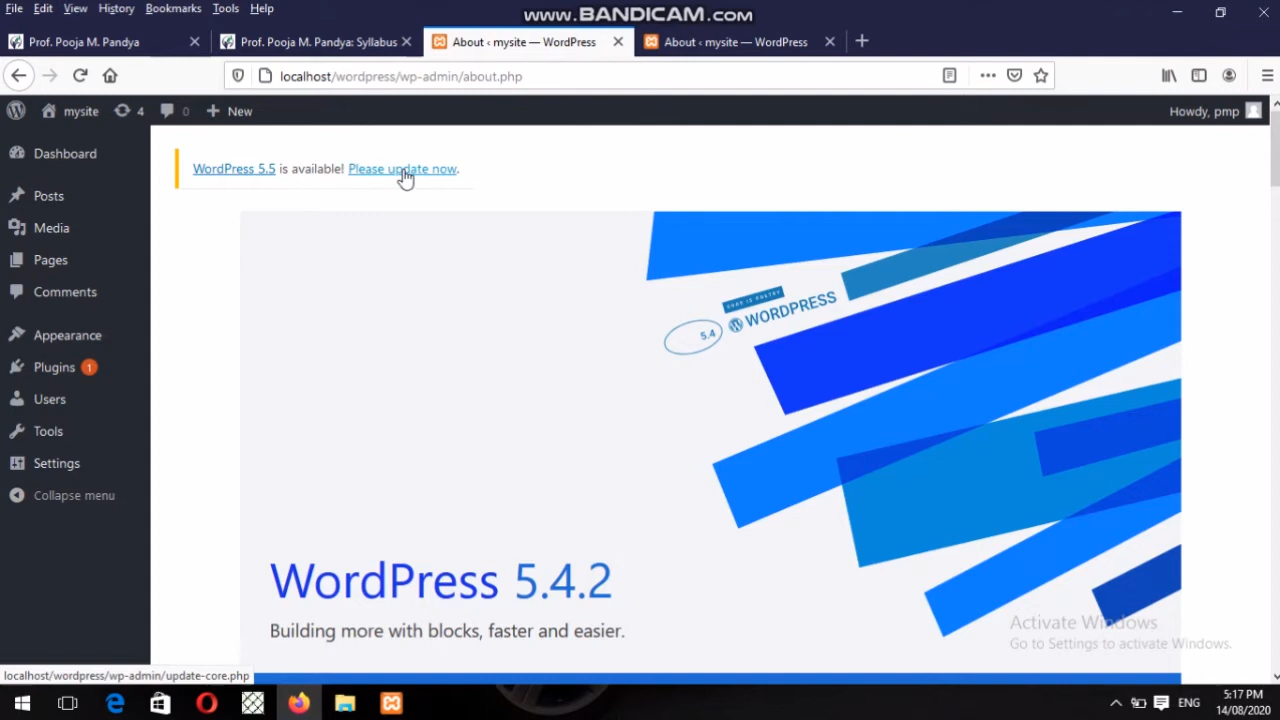 File Edit View History Bookmarks Tools Help
www.BANDICAM.com
Prof. Pooja M. Pandya
Prof. Pooja M. Pandya: Syllabus
About ‹ mysite — WordPress
About ‹ mysite — WordPress
localhost/wordpress/wp-admin/about.php
mysite 4 0 New
Howdy, pmp
Dashboard
Posts
Media
Pages
Comments
Appearance
Plugins 1
Users
Tools
Settings
Collapse menu
WordPress 5.5 is available! Please update now.
CODE IS POETRY
WORDPRESS
5.4
WordPress 5.4.2
Building more with blocks, faster and easier.
Activate Windows
Go to Settings to activate Windows.
localhost/wordpress/wp-admin/update-core.php
ENG
5:17 PM
14/08/2020